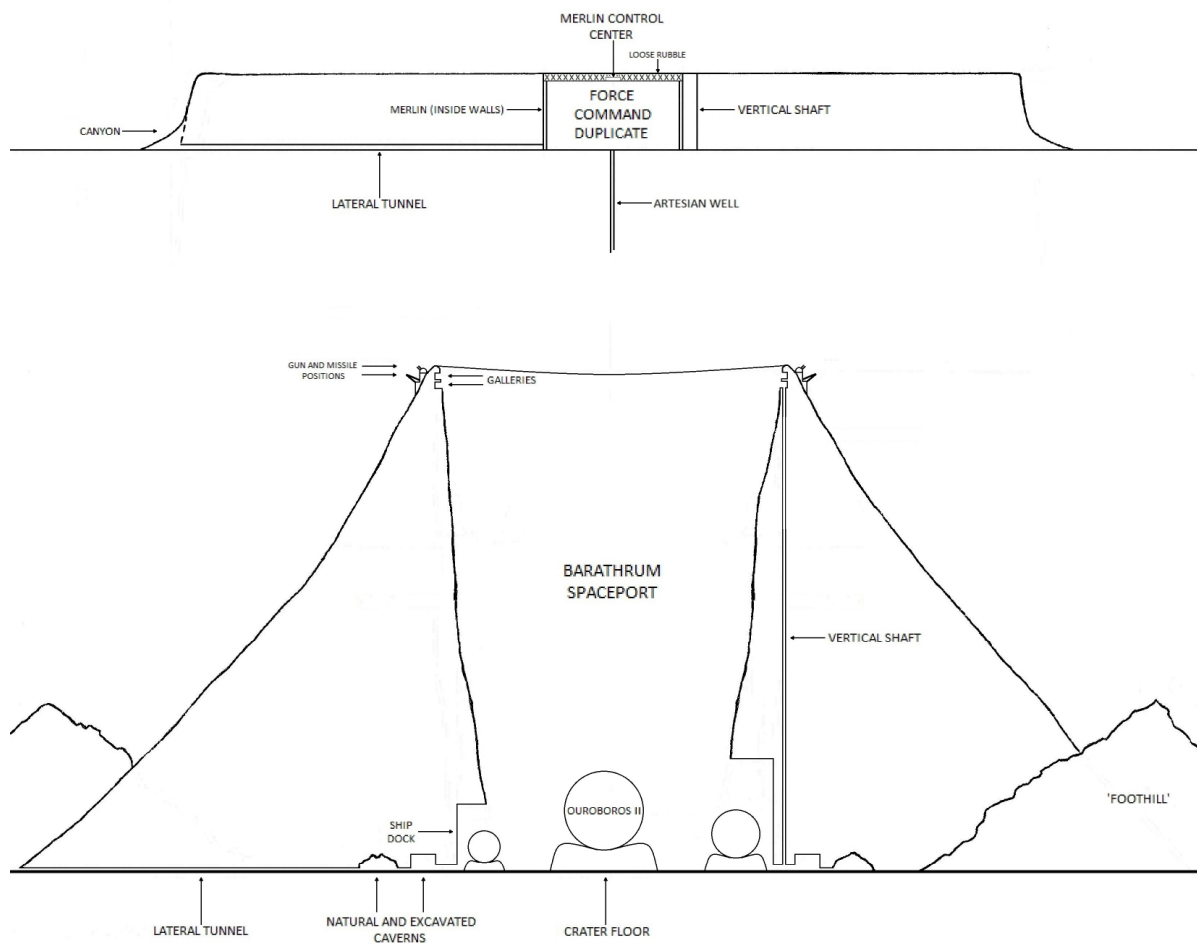 MERLIN CONTROL
CENTER
LOOSE RUBBLE
FORCE
COMMAND
DUPLICATE
MERLIN (INSIDE WALLS)
VERTICAL SHAFT
CANYON
LATERAL TUNNEL
ARTESIAN WELL
GUN AND MISSILE
POSITIONS
GALLERIES
BARATHRUM
SPACEPORT
VERTICAL SHAFT
'FOOTHILL'
OUROBOROS II
SHIP
DOCK
LATERAL TUNNEL
NATURAL AND EXCAVATED
CAVERNS
CRATER FLOOR